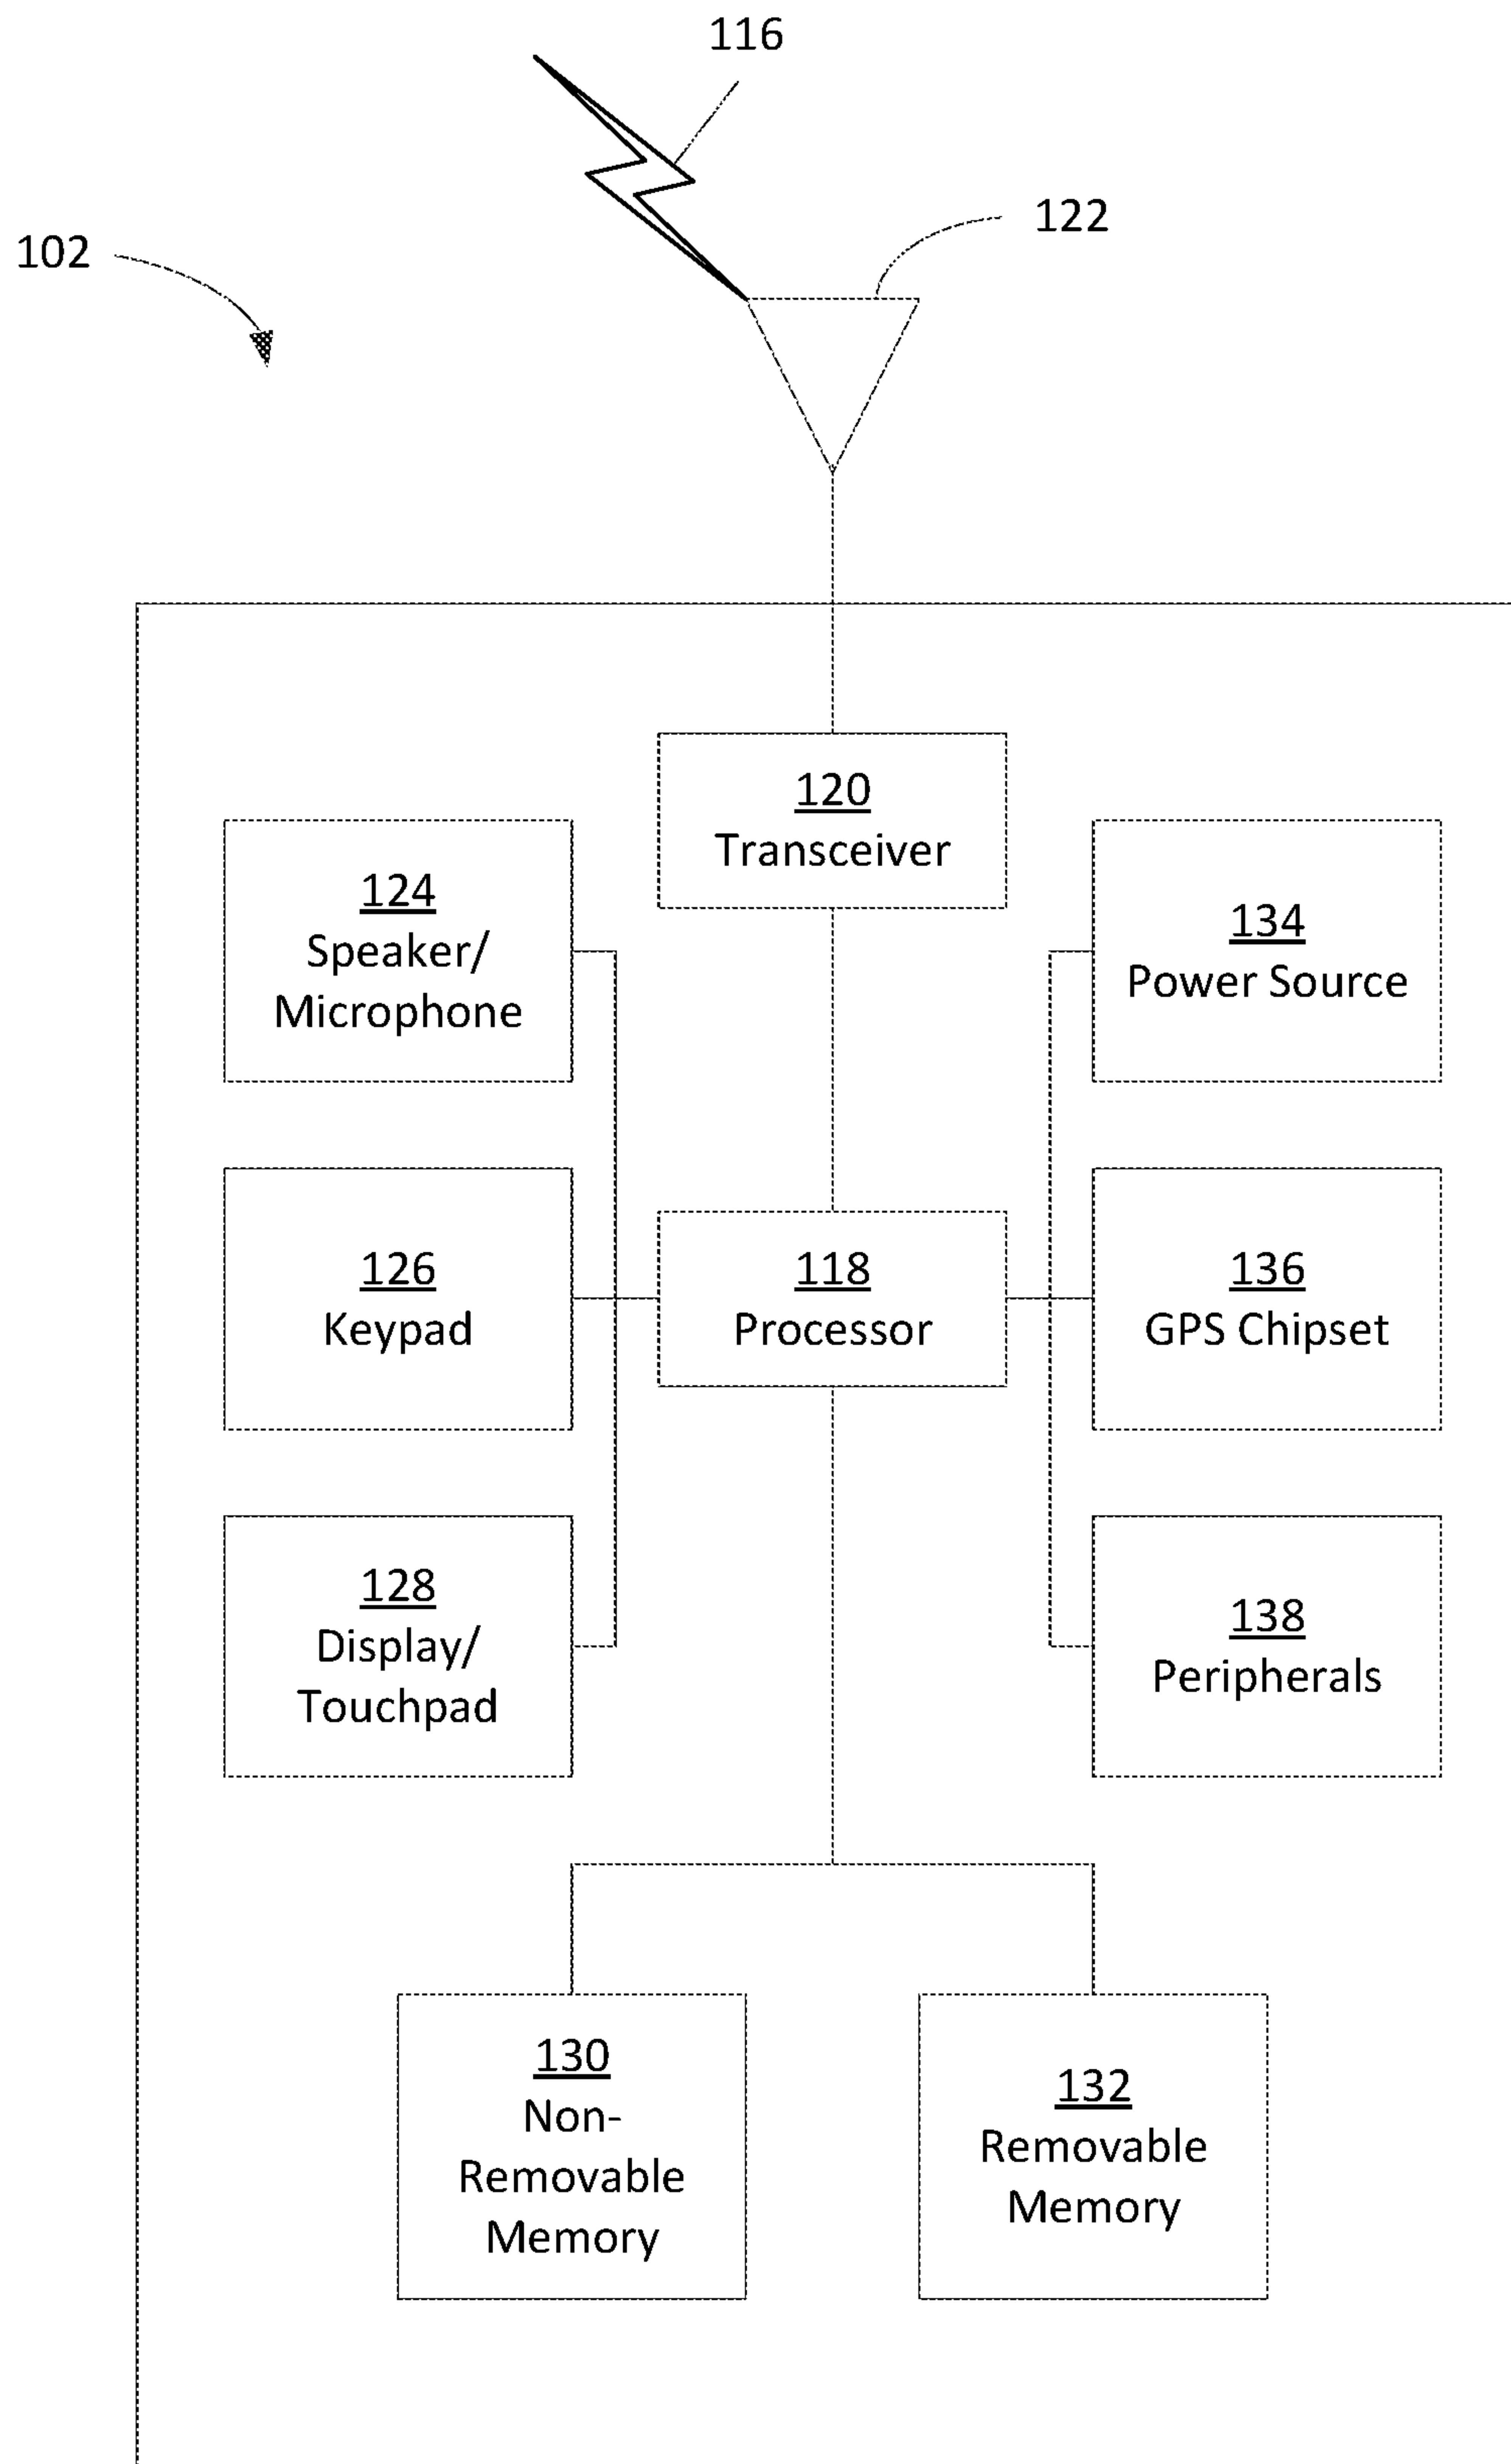 116
122
102
120
Transceiver
124
Speaker/
Microphone
134
Power Source
126
Keypad
118
Processor
136
GPS Chipset
128
Display/
Touchpad
138
Peripherals
130
Non-
Removable
Memory
132
Removable
Memory